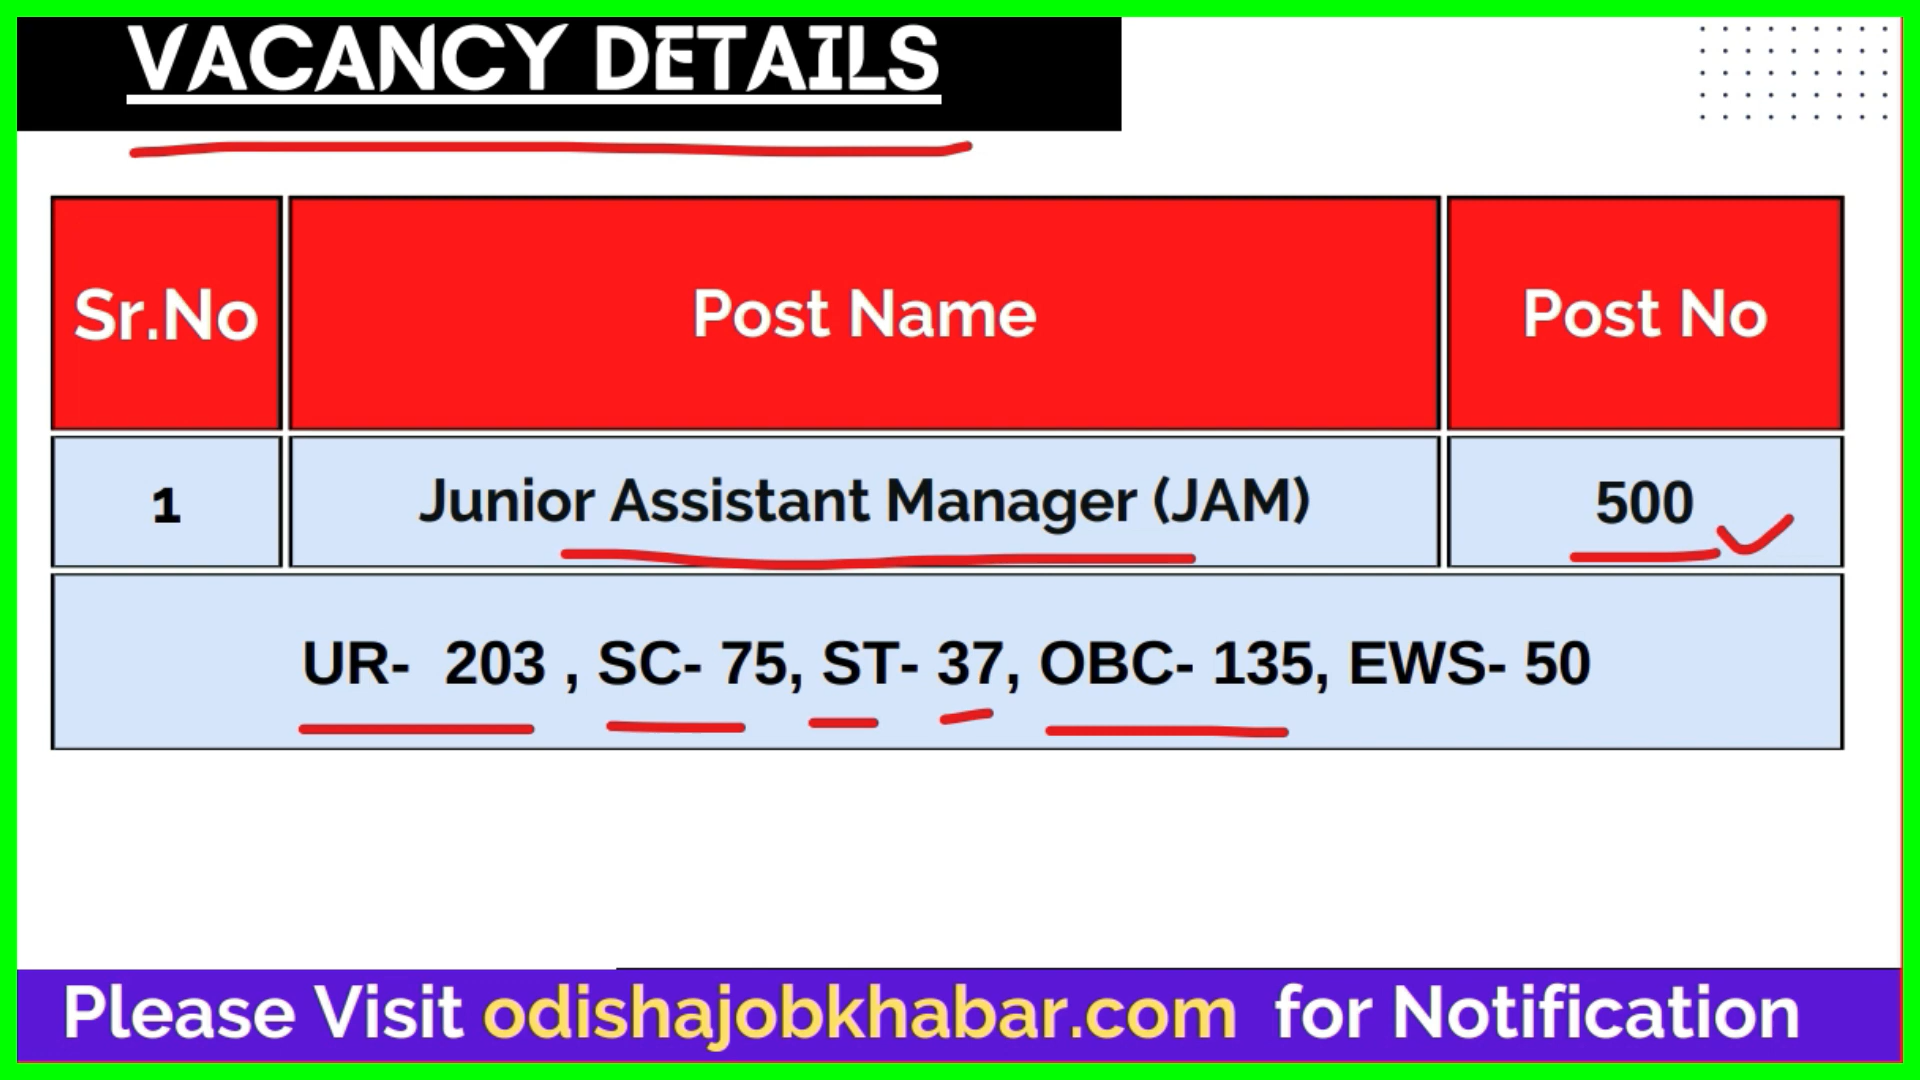 VACANCY DETAILS
Sr.No Post Name Post No
1 Junior Assistant Manager (JAM) 500
UR- 203 , SC- 75, ST- 37, OBC- 135, EWS- 50
Please Visit odishajobkhabar.com for Notification